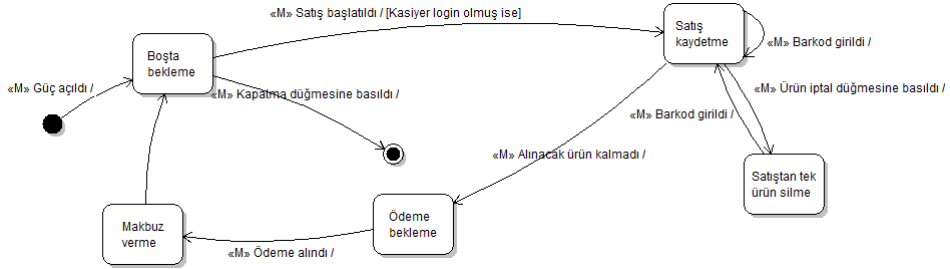 «M» Satış başlatıldı / [Kasiyer login olmuş ise]
Satış
kaydetme
«M» Barkod girildi /
Boşta
bekleme
«M» Güç açıldı /
«M» Kapatma düğmesine basıldı /
«M» Ürün iptal düğmesine basıldı /
«M» Barkod girildi /
«M» Alınacak ürün kalmadı /
Satıştan tek
ürün silme
Ödeme
bekleme
Makbuz
verme
«M» Ödeme alındı /